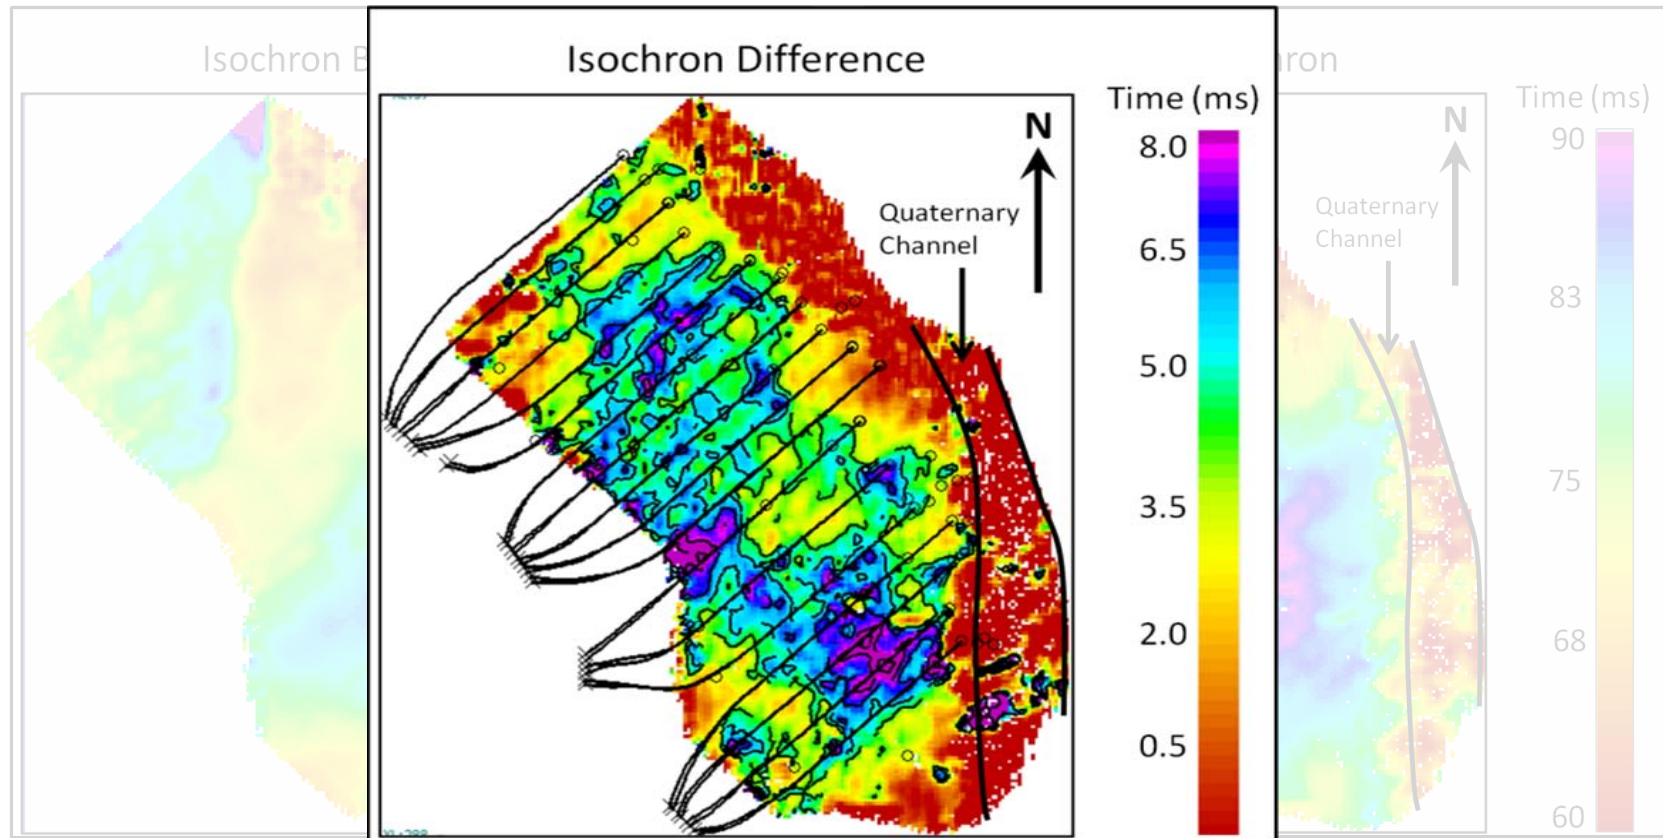 Isochron B
Isochron Difference
ron
Time (ms)
8.0
6.5
5.0
3.5
2.0
0.5
N
Quaternary
Channel
Time (ms)
90
83
75
68
60
N
Quaternary
Channel